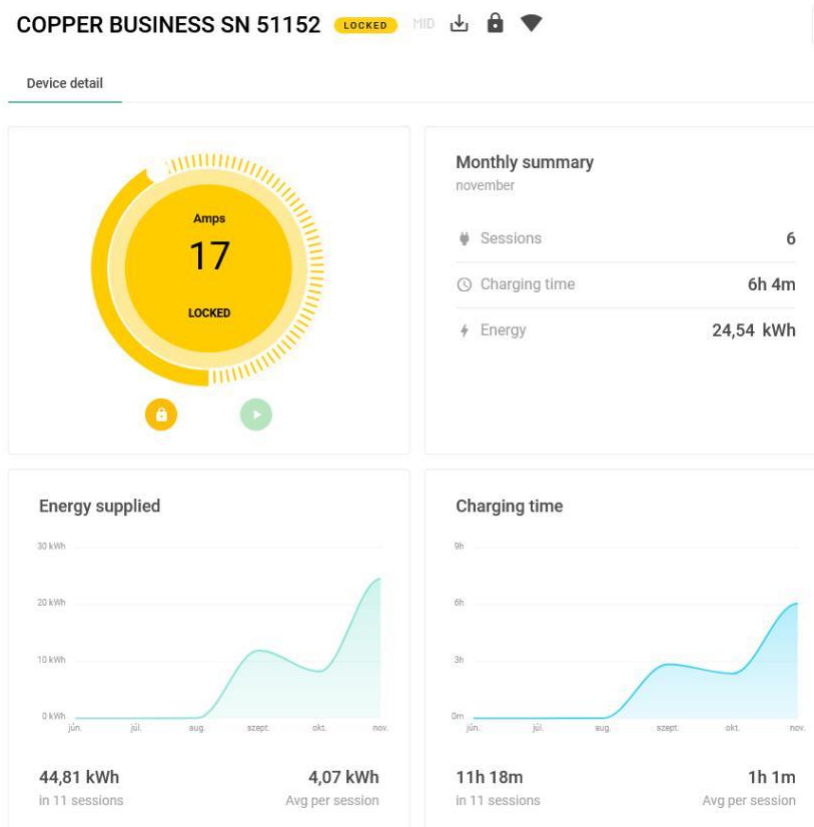 COPPER BUSINESS SN 51152 LOCKED MID
Device detail
Amps
17
LOCKED
Monthly summary
november
Sessions 6
Charging time 6h 4m
Energy 24,54 kWh
Energy supplied
30 kWh
20 kWh
10 kWh
0 kWh
jún. júl. aug. szept. okt. nov.
44,81 kWh 4,07 kWh
in 11 sessions Avg per session
Charging time
9h
6h
3h
0m
jún. júl. aug. szept. okt. nov.
11h 18m 1h 1m
in 11 sessions Avg per session